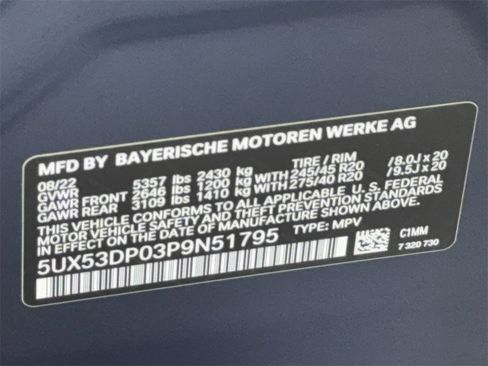 MFD BY BAYERISCHE MOTOREN WERKE AG
08/22 TIRE / RIM
GVWR 5357 lbs 2430 kg
GAWR FRONT 2646 lbs 1200 kg WITH 245/45 R20 /8.0J x 20
GAWR REAR 3109 lbs 1410 kg WITH 275/40 R20 /9.5J x 20
THIS VEHICLE CONFORMS TO ALL APPLICABLE U.S. FEDERAL
MOTOR VEHICLE SAFETY AND THEFT PREVENTION STANDARDS
IN EFFECT ON THE DATE OF MANUFACTURE SHOWN ABOVE.
5UX53DP03P9N51795 TYPE: MPV
C1MM
7 320 730